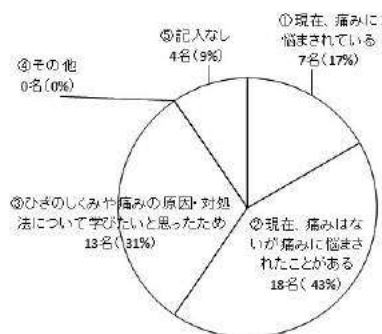 ①現在、痛みに
悩まされている
7名(17%)
②現在、痛みはな
いが痛みに悩まさ
れたことがある
18名(43%)
③ひざのしくみや痛みの原因・対処
法について学びたいと思ったため
13名(31%)
④その他
0名(0%)
⑤記入なし
4名(9%)